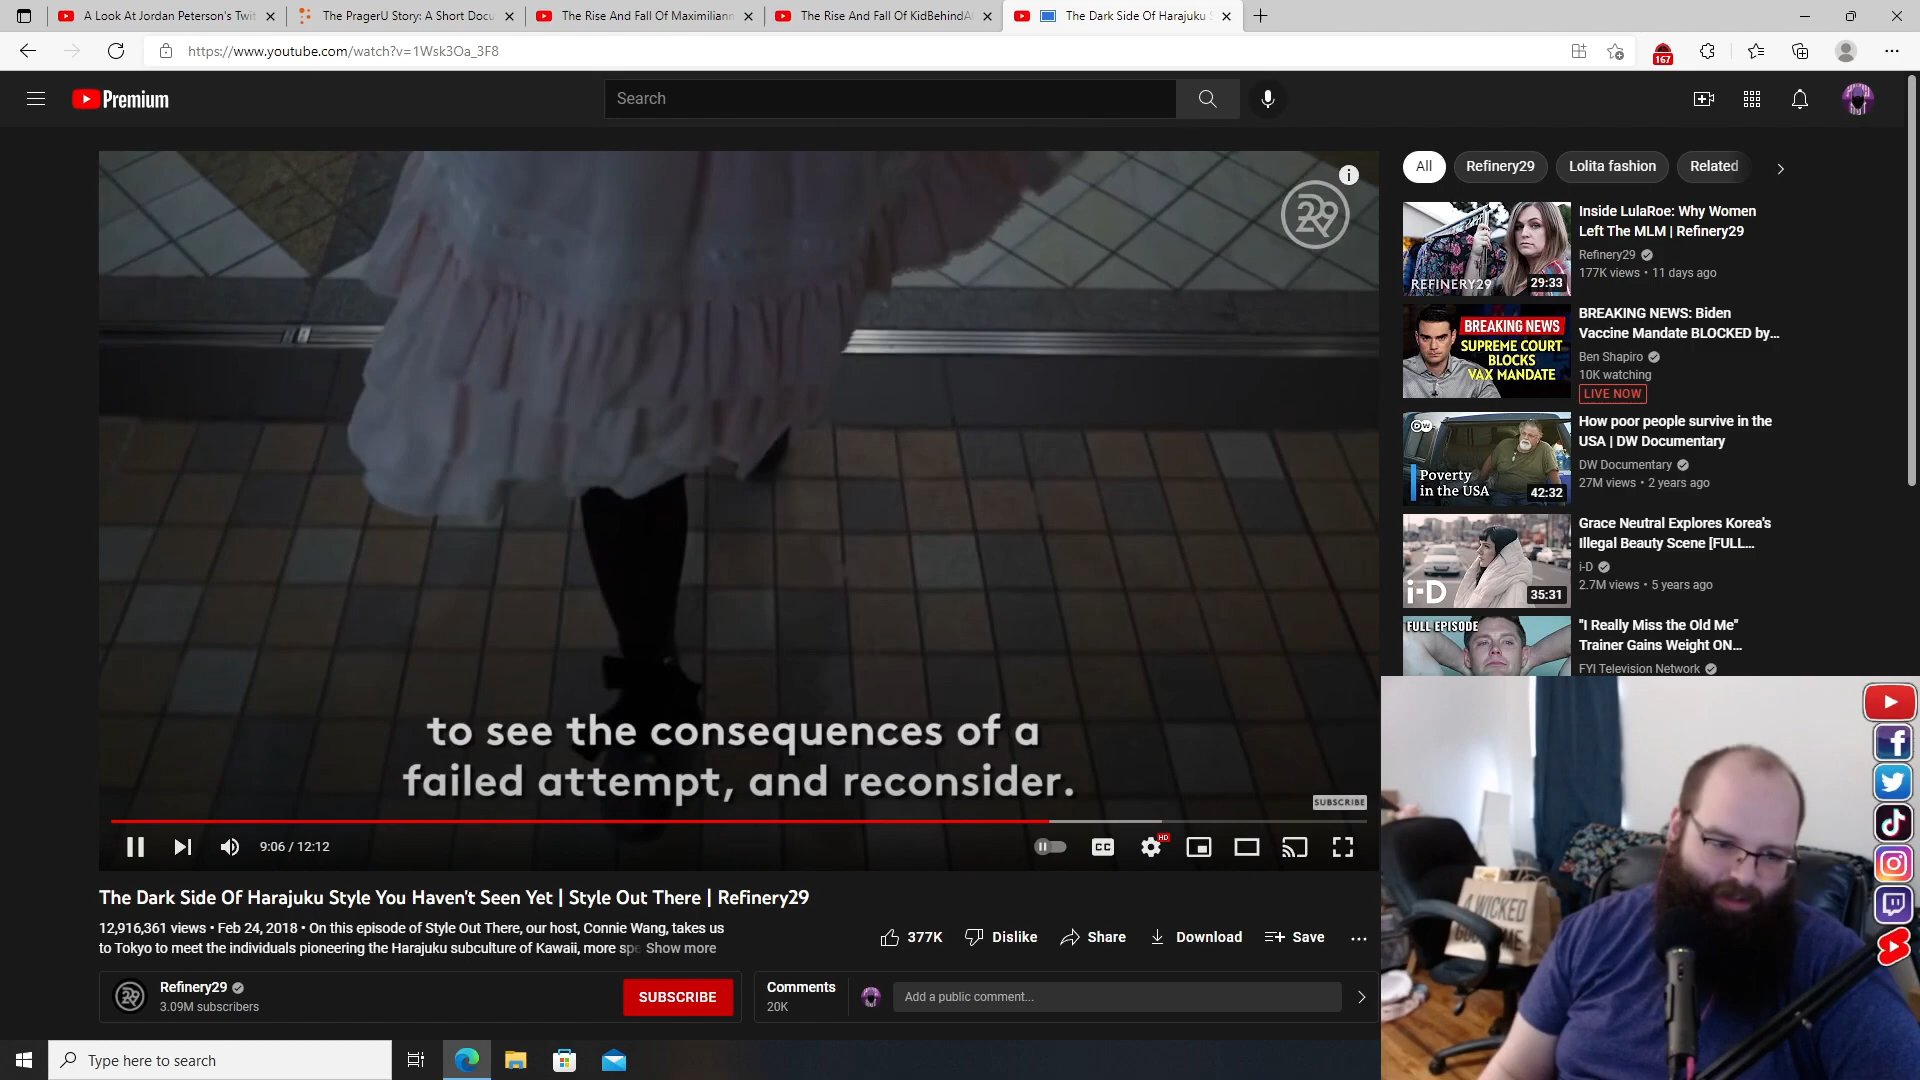 A Look At Jordan Peterson's Twit
The PragerU Story: A Short Docu
The Rise And Fall Of Maximilian
The Rise And Fall Of KidBehindA
The Dark Side Of Harajuku S
https://www.youtube.com/watch?v=1Wsk3Oa_3F8
167
Premium
Search
29
All
Refinery29
Lolita fashion
Related
REFINERY29
29:33
Inside LulaRoe: Why Women
Left The MLM | Refinery29
Refinery29
177K views • 11 days ago
BREAKING NEWS
SUPREME COURT
BLOCKS
VAX MANDATE
BREAKING NEWS: Biden
Vaccine Mandate BLOCKED by...
Ben Shapiro
10K watching
LIVE NOW
DW
Poverty
in the USA
42:32
How poor people survive in the
USA | DW Documentary
DW Documentary
27M views • 2 years ago
i-D
35:31
Grace Neutral Explores Korea's
Illegal Beauty Scene [FULL...
i-D
2.7M views • 5 years ago
FULL EPISODE
"I Really Miss the Old Me"
Trainer Gains Weight ON...
FYI Television Network
to see the consequences of a
failed attempt, and reconsider.
SUBSCRIBE
9:06 / 12:12
CC
HD
The Dark Side Of Harajuku Style You Haven't Seen Yet | Style Out There | Refinery29
12,916,361 views • Feb 24, 2018 • On this episode of Style Out There, our host, Connie Wang, takes us
to Tokyo to meet the individuals pioneering the Harajuku subculture of Kawaii, more spe Show more
377K
Dislike
Share
Download
Save
Refinery29
3.09M subscribers
SUBSCRIBE
Comments
20K
Add a public comment...
Type here to search
A WICKED